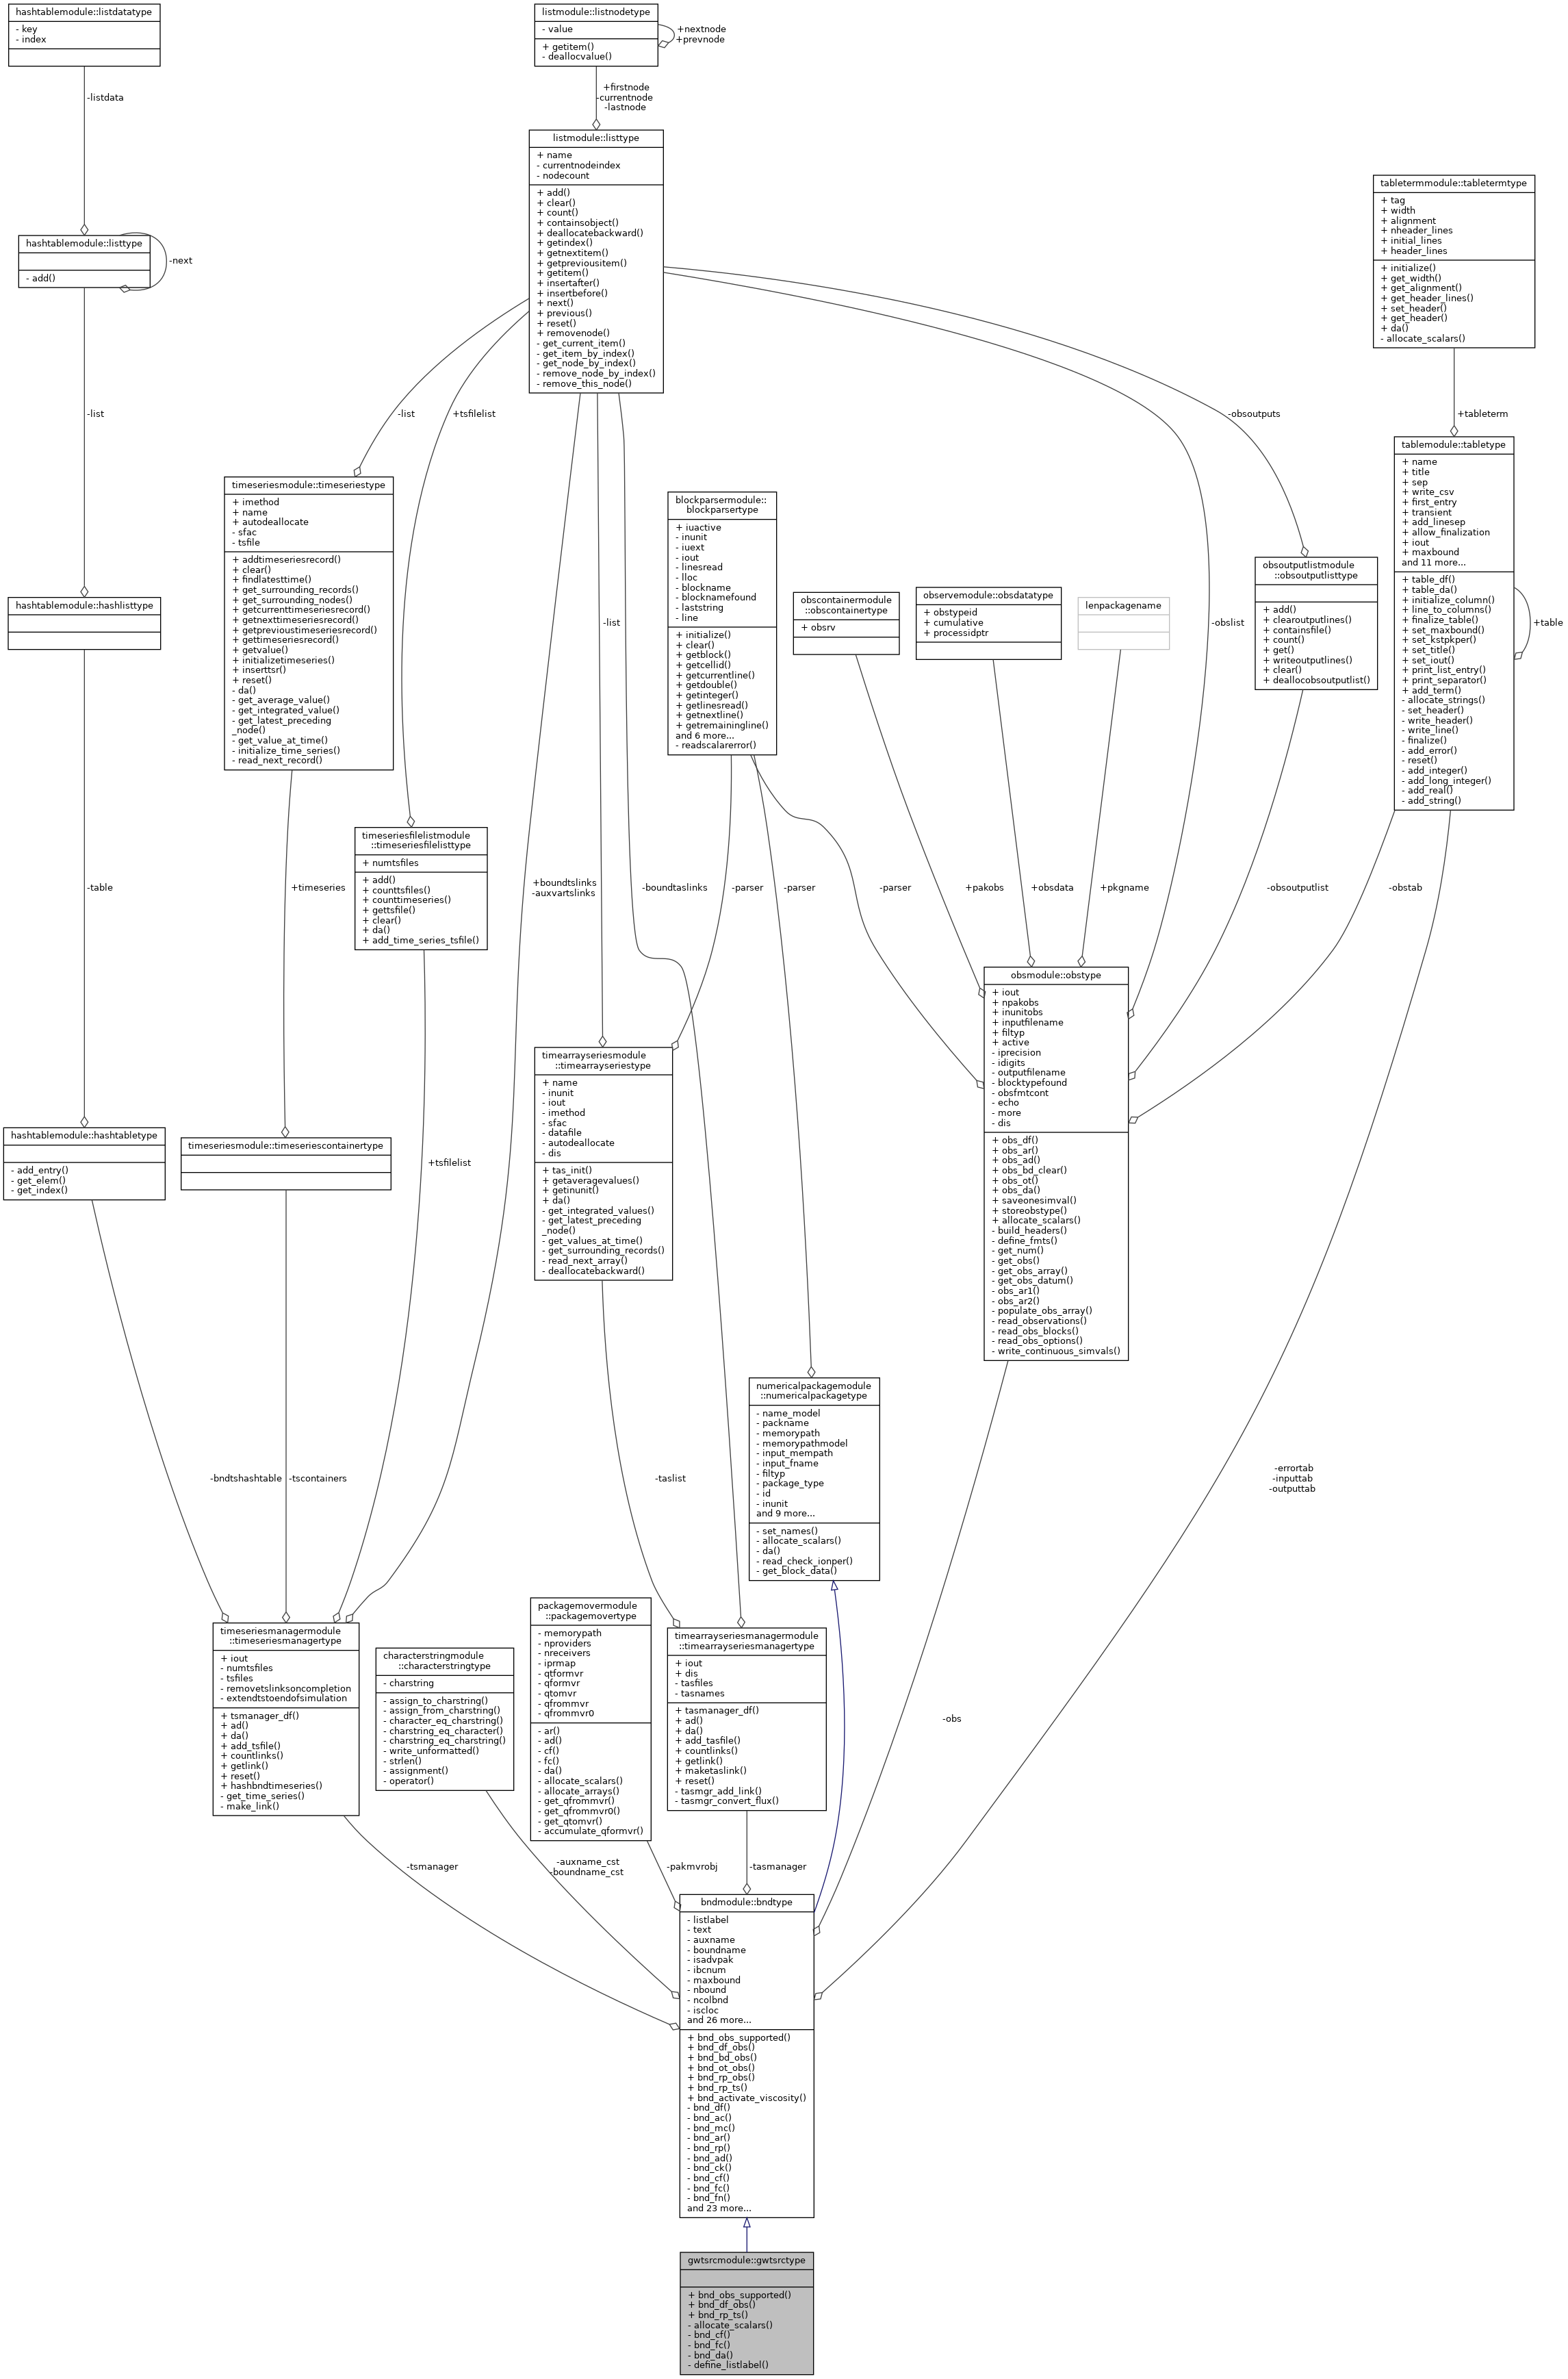 hashtablemodule::listdatatype
- key
- index
-listdata
hashtablemodule::listtype
- add()
-next
-list
hashtablemodule::hashlisttype
-table
hashtablemodule::hashtabletype
- add_entry()
- get_elem()
- get_index()
-bndtshashtable
listmodule::listnodetype
- value
+ getitem()
- deallocvalue()
+nextnode
+prevnode
+firstnode
-currentnode
-lastnode
listmodule::listtype
+ name
- currentnodeindex
- nodecount
+ add()
+ clear()
+ count()
+ containsobject()
+ deallocatebackward()
+ getindex()
+ getnextitem()
+ getpreviousitem()
+ getitem()
+ insertafter()
+ insertbefore()
+ next()
+ previous()
+ reset()
+ removenode()
- get_current_item()
- get_item_by_index()
- get_node_by_index()
- remove_node_by_index()
- remove_this_node()
-list
+tsfilelist
-list
-obslist
-obsoutputs
+boundtslinks
-auxvartslinks
-boundtaslinks
timeseriesmodule::timeseriestype
+ imethod
+ name
+ autodeallocate
- sfac
- tsfile
+ addtimeseriesrecord()
+ clear()
+ findlatesttime()
+ get_surrounding_records()
+ get_surrounding_nodes()
+ getcurrenttimeseriesrecord()
+ getnexttimeseriesrecord()
+ getprevioustimeseriesrecord()
+ gettimeseriesrecord()
+ getvalue()
+ initializetimeseries()
+ inserttsr()
+ reset()
- da()
- get_average_value()
- get_integrated_value()
- get_latest_preceding
_node()
- get_value_at_time()
- initialize_time_series()
- read_next_record()
+timeseries
timeseriesmodule::timeseriescontainertype
-tscontainers
timeseriesfilelistmodule
::timeseriesfilelisttype
+ numtsfiles
+ add()
+ counttsfiles()
+ counttimeseries()
+ gettsfile()
+ clear()
+ da()
+ add_time_series_tsfile()
+tsfilelist
blockparsermodule::
blockparsertype
+ iuactive
- inunit
- iuext
- iout
- linesread
- lloc
- blockname
- blocknamefound
- laststring
- line
+ initialize()
+ clear()
+ getblock()
+ getcellid()
+ getcurrentline()
+ getdouble()
+ getinteger()
+ getlinesread()
+ getnextline()
+ getremainingline()
and 6 more...
- readscalarerror()
-parser
-parser
-parser
obscontainermodule
::obscontainertype
+ obsrv
+pakobs
observemodule::obsdatatype
+ obstypeid
+ cumulative
+ processidptr
+obsdata
lenpackagename
+pkgname
obsoutputlistmodule
::obsoutputlisttype
+ add()
+ clearoutputlines()
+ containsfile()
+ count()
+ get()
+ writeoutputlines()
+ clear()
+ deallocobsoutputlist()
-obsoutputlist
tabletermmodule::tabletermtype
+ tag
+ width
+ alignment
+ nheader_lines
+ initial_lines
+ header_lines
+ initialize()
+ get_width()
+ get_alignment()
+ get_header_lines()
+ set_header()
+ get_header()
+ da()
- allocate_scalars()
+tableterm
tablemodule::tabletype
+ name
+ title
+ sep
+ write_csv
+ first_entry
+ transient
+ add_linesep
+ allow_finalization
+ iout
+ maxbound
and 11 more...
+ table_df()
+ table_da()
+ initialize_column()
+ line_to_columns()
+ finalize_table()
+ set_maxbound()
+ set_kstpkper()
+ set_title()
+ set_iout()
+ print_list_entry()
+ print_separator()
+ add_term()
- allocate_strings()
- set_header()
- write_header()
- write_line()
- finalize()
- add_error()
- reset()
- add_integer()
- add_long_integer()
- add_real()
- add_string()
+table
-obstab
-errortab
-inputtab
-outputtab
obsmodule::obstype
+ iout
+ npakobs
+ inunitobs
+ inputfilename
+ filtyp
+ active
- iprecision
- idigits
- outputfilename
- blocktypefound
- obsfmtcont
- echo
- more
- dis
+ obs_df()
+ obs_ar()
+ obs_ad()
+ obs_bd_clear()
+ obs_ot()
+ obs_da()
+ saveonesimval()
+ storeobstype()
+ allocate_scalars()
- build_headers()
- define_fmts()
- get_num()
- get_obs()
- get_obs_array()
- get_obs_datum()
- obs_ar1()
- obs_ar2()
- populate_obs_array()
- read_observations()
- read_obs_blocks()
- read_obs_options()
- write_continuous_simvals()
-obs
timearrayseriesmodule
::timearrayseriestype
+ name
- inunit
- iout
- imethod
- sfac
- datafile
- autodeallocate
- dis
+ tas_init()
+ getaveragevalues()
+ getinunit()
+ da()
- get_integrated_values()
- get_latest_preceding
_node()
- get_values_at_time()
- get_surrounding_records()
- read_next_array()
- deallocatebackward()
-taslist
numericalpackagemodule
::numericalpackagetype
- name_model
- packname
- memorypath
- memorypathmodel
- input_mempath
- input_fname
- filtyp
- package_type
- id
- inunit
and 9 more...
- set_names()
- allocate_scalars()
- da()
- read_check_ionper()
- get_block_data()
timeseriesmanagermodule
::timeseriesmanagertype
+ iout
- numtsfiles
- tsfiles
- removetslinksoncompletion
- extendtstoendofsimulation
+ tsmanager_df()
+ ad()
+ da()
+ add_tsfile()
+ countlinks()
+ getlink()
+ reset()
+ hashbndtimeseries()
- get_time_series()
- make_link()
-tsmanager
characterstringmodule
::characterstringtype
- charstring
- assign_to_charstring()
- assign_from_charstring()
- character_eq_charstring()
- charstring_eq_character()
- charstring_eq_charstring()
- write_unformatted()
- strlen()
- assignment()
- operator()
-auxname_cst
-boundname_cst
packagemovermodule
::packagemovertype
- memorypath
- nproviders
- nreceivers
- iprmap
- qtformvr
- qformvr
- qtomvr
- qfrommvr
- qfrommvr0
- ar()
- ad()
- cf()
- fc()
- da()
- allocate_scalars()
- allocate_arrays()
- get_qfrommvr()
- get_qfrommvr0()
- get_qtomvr()
- accumulate_qformvr()
-pakmvrobj
timearrayseriesmanagermodule
::timearrayseriesmanagertype
+ iout
+ dis
- tasfiles
- tasnames
+ tasmanager_df()
+ ad()
+ da()
+ add_tasfile()
+ countlinks()
+ getlink()
+ maketaslink()
+ reset()
- tasmgr_add_link()
- tasmgr_convert_flux()
-tasmanager
bndmodule::bndtype
- listlabel
- text
- auxname
- boundname
- isadvpak
- ibcnum
- maxbound
- nbound
- ncolbnd
- iscloc
and 26 more...
+ bnd_obs_supported()
+ bnd_df_obs()
+ bnd_bd_obs()
+ bnd_ot_obs()
+ bnd_rp_obs()
+ bnd_rp_ts()
+ bnd_activate_viscosity()
- bnd_df()
- bnd_ac()
- bnd_mc()
- bnd_ar()
- bnd_rp()
- bnd_ad()
- bnd_ck()
- bnd_cf()
- bnd_fc()
- bnd_fn()
and 23 more...
gwtsrcmodule::gwtsrctype
+ bnd_obs_supported()
+ bnd_df_obs()
+ bnd_rp_ts()
- allocate_scalars()
- bnd_cf()
- bnd_fc()
- bnd_da()
- define_listlabel()